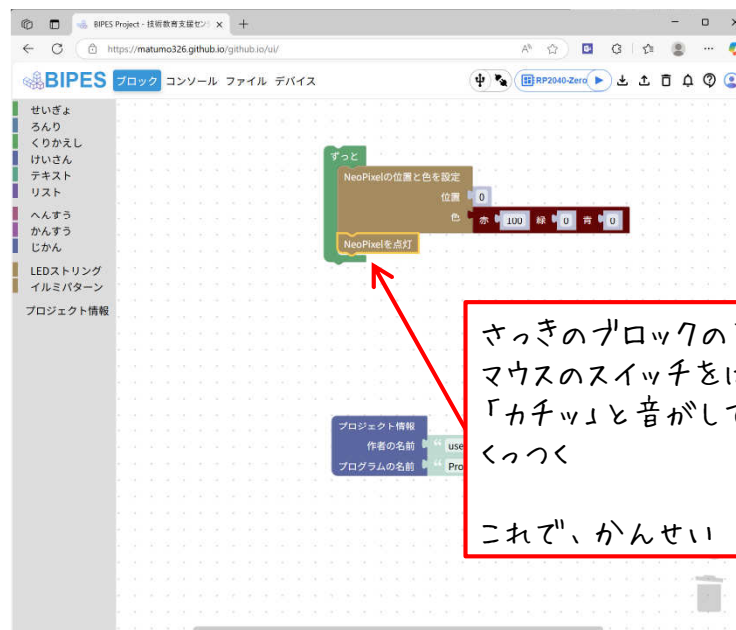 BIPES Project - 技術教育支援セン
https://matumo326.github.io/github.io/ui/
BIPES ブロック コンソール ファイル デバイス
RP2040-Zero
せいぎょ
ろんり
くりかえし
けいさん
テキスト
リスト
へんすう
かんすう
じかん
LEDストリング
イルミパターン
プロジェクト情報
ずっと
NeoPixelの位置と色を設定
位置 0
色 赤 100 緑 0 青 0
NeoPixelを点灯
プロジェクト情報
作者の名前 “ use
プログラムの名前 “ Pro
さっきのブロックの
マウスのスイッチを
「カチッ」と音がして
くっつく
これで、かんせい